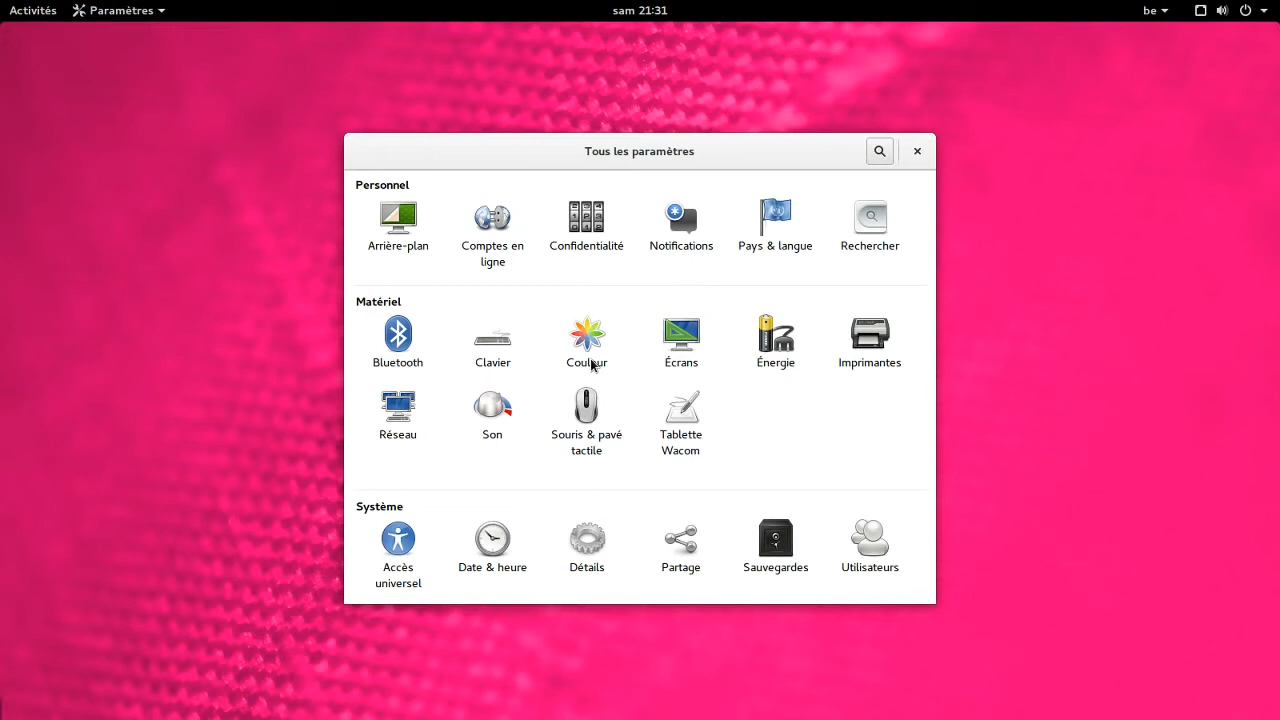 Activités Paramètres sam 21:31 be
Tous les paramètres
Personnel
Arrière-plan Comptes en ligne Confidentialité Notifications Pays & langue Rechercher
Matériel
Bluetooth Clavier Couleur Écrans Énergie Imprimantes
Réseau Son Souris & pavé tactile Tablette Wacom
Système
Accès universel Date & heure Détails Partage Sauvegardes Utilisateurs